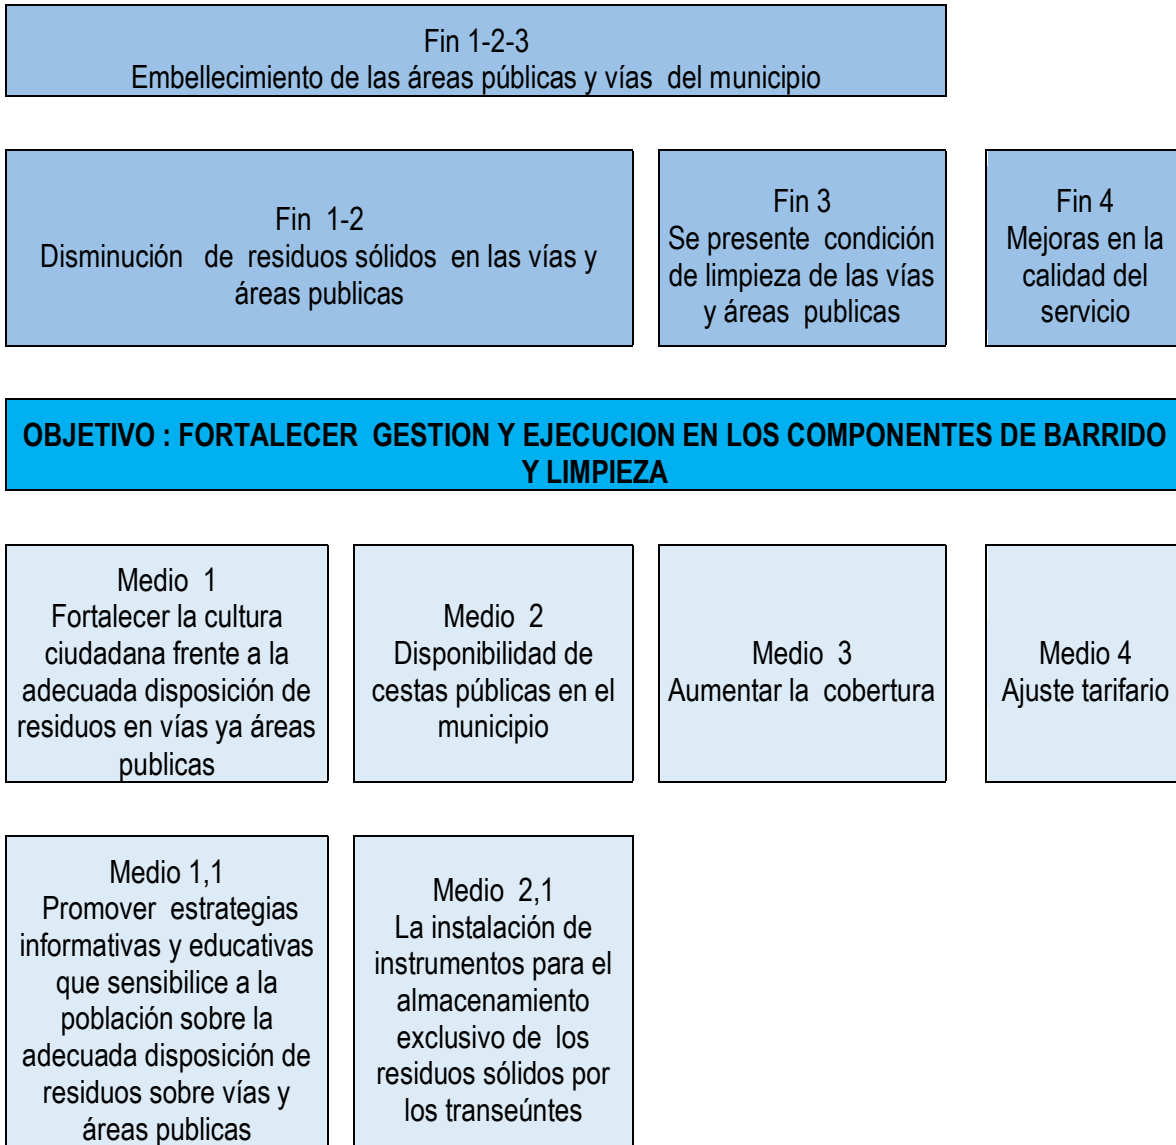 Fin 1-2-3
Embellecimiento de las áreas públicas y vías del municipio
Fin 1-2
Disminución de residuos sólidos en las vías y
áreas publicas
Fin 3
Se presente condición
de limpieza de las vías
y áreas publicas
Fin 4
Mejoras en la
calidad del
servicio
OBJETIVO : FORTALECER GESTION Y EJECUCION EN LOS COMPONENTES DE BARRIDO
Y LIMPIEZA
Medio 1
Fortalecer la cultura
ciudadana frente a la
adecuada disposición de
residuos en vías ya áreas
publicas
Medio 2
Disponibilidad de
cestas públicas en el
municipio
Medio 3
Aumentar la cobertura
Medio 4
Ajuste tarifario
Medio 1,1
Promover estrategias
informativas y educativas
que sensibilice a la
población sobre la
adecuada disposición de
residuos sobre vías y
áreas publicas
Medio 2,1
La instalación de
instrumentos para el
almacenamiento
exclusivo de los
residuos sólidos por
los transeúntes